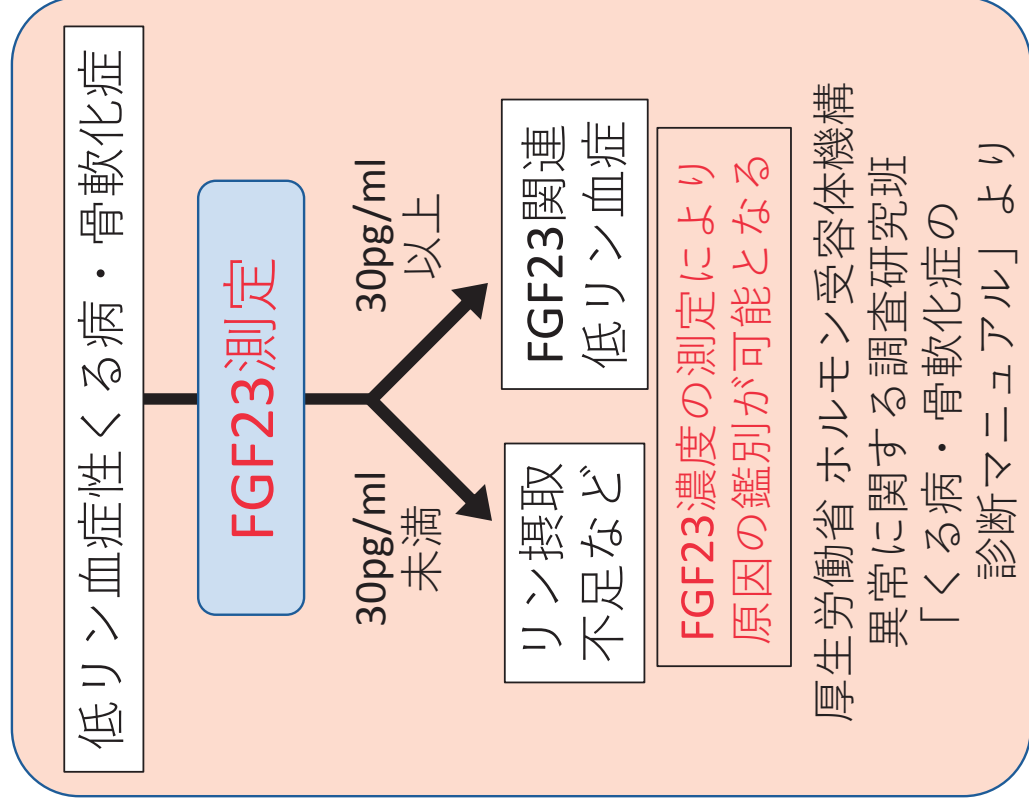 低リン血症性くる病・骨軟化症
FGF23測定
30pg/ml
未満
30pg/ml
以上
リン摂取
不足など
FGF23関連
低リン血症
FGF23濃度の測定により
原因の鑑別が可能となる
厚生労働省 ホルモン受容体機構
異常に関する調査研究班
「くる病・骨軟化症の
診断マニュアル」より